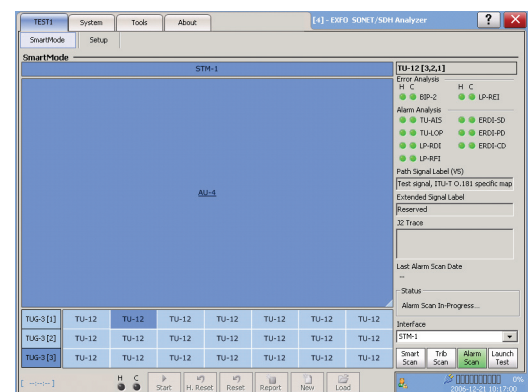 TEST1 System Tools About [4] - EXFO SONET/SDH Analyzer ? X
SmartMode Setup
SmartMode
STM-1
AU-4
TUG-3 [1] TU-12 TU-12 TU-12 TU-12 TU-12 TU-12 TU-12
TUG-3 [2] TU-12 TU-12 TU-12 TU-12 TU-12 TU-12 TU-12
TUG-3 [3] TU-12 TU-12 TU-12 TU-12 TU-12 TU-12 TU-12
TU-12 [3,2,1]
Error Analysis
H C H C
BIP-2 LP-REI
Alarm Analysis
TU-AIS ERDI-SD
TU-LOP ERDI-PD
LP-RDI ERDI-CD
LP-RFI
Path Signal Label (V5)
Test signal, ITU-T O.181 specific map
Extended Signal Label
Reserved
J2 Trace
Last Alarm Scan Date
--
Status
Alarm Scan In-Progress...
Interface
STM-1
Smart Scan Trib Scan Alarm Scan Launch Test
[ --:--:-- ] H C Start H. Reset Reset Report New Load
0%
2006-12-21 10:17:00